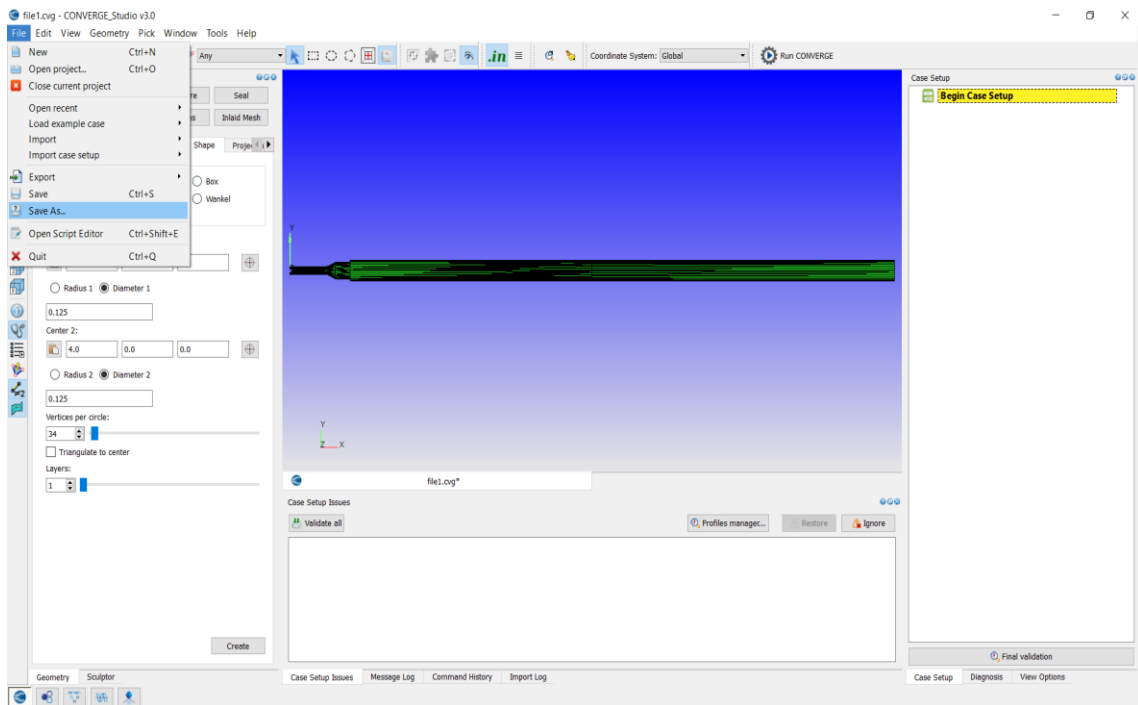 file1.cvg - CONVERGE_Studio v3.0
File Edit View Geometry Pick Window Tools Help
New Ctrl+N
Open project... Ctrl+O
Close current project
Open recent
Load example case
Import
Import case setup
Export
Save Ctrl+S
Save As...
Open Script Editor Ctrl+Shift+E
Quit Ctrl+Q
Any
.in
Coordinate System: Global
Run CONVERGE
re Seal
Inlaid Mesh
Shape Proje
Box
Wankel
Radius 1 Diameter 1
0.125
Center 2:
4.0 0.0 0.0
Radius 2 Diameter 2
0.125
Vertices per circle:
34
Triangulate to center
Layers:
1
Create
Geometry Sculptor
Y
Y
Z X
file1.cvg*
Case Setup Issues
Validate all Profiles manager... Restore Ignore
Case Setup Issues Message Log Command History Import Log
Case Setup
Begin Case Setup
Final validation
Case Setup Diagnosis View Options